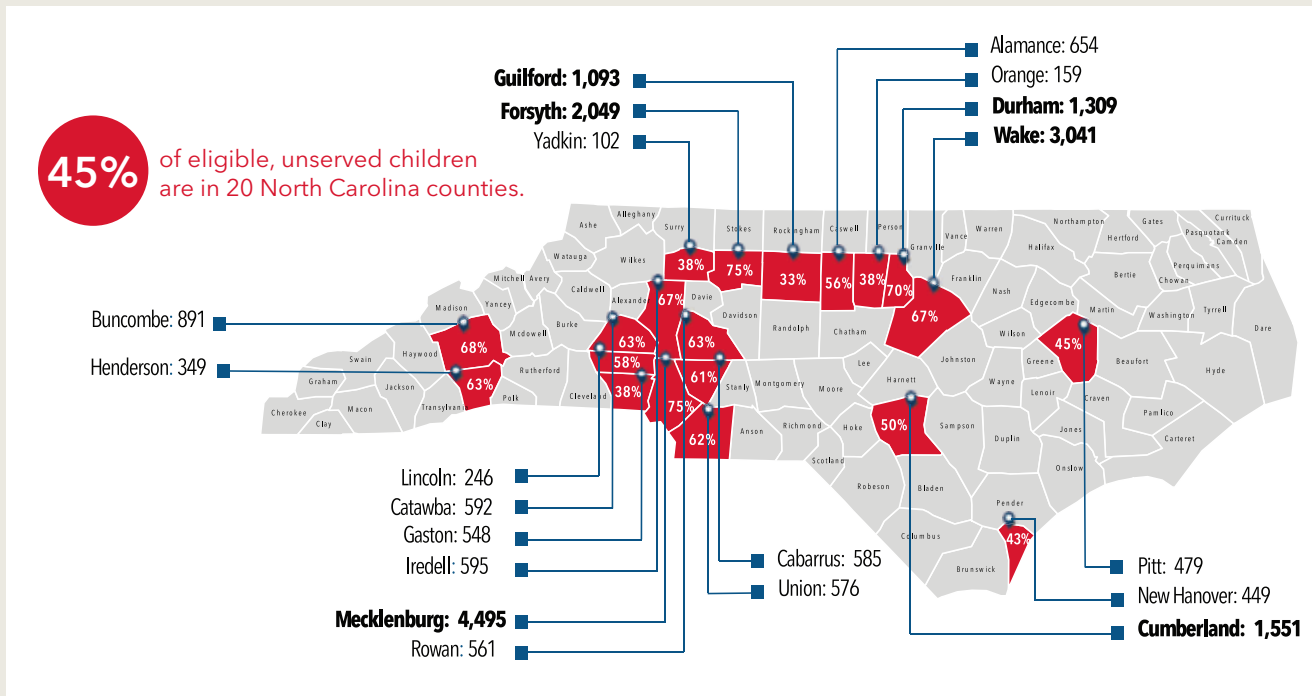 45%
of eligible, unserved children
are in 20 North Carolina counties.
Guilford: 1,093
Forsyth: 2,049
Yadkin: 102
Alamance: 654
Orange: 159
Durham: 1,309
Wake: 3,041
Buncombe: 891
Henderson: 349
Lincoln: 246
Catawba: 592
Gaston: 548
Iredell: 595
Mecklenburg: 4,495
Rowan: 561
Cabarrus: 585
Union: 576
Pitt: 479
New Hanover: 449
Cumberland: 1,551
Ashe
Alleghany
Surry
Stokes
Rockingham
Caswell
Person
Granville
Vance
Warren
Northampton
Gates
Currituck
Pasquotank
Camden
Halifax
Hertford
Perquimans
Chowan
Bertie
Watauga
Wilkes
38%
75%
33%
56%
38%
70%
67%
Franklin
Nash
Edgecombe
Martin
Washington
Tyrrell
Dare
Mitchell
Avery
Caldwell
Alexander
67%
Davie
Davidson
Randolph
Chatham
Wilson
Madison
Yancey
Mcdowell
Burke
63%
63%
58%
61%
38%
75%
62%
68%
63%
45%
Greene
Beaufort
Hyde
Haywood
Swain
Graham
Jackson
Rutherford
Cleveland
Stanly
Montgomery
Moore
Lee
Harnett
Johnston
Wayne
Lenoir
Craven
Pamlico
Cherokee
Clay
Macon
Transylvania
Polk
Anson
Richmond
Hoke
50%
Sampson
Duplin
Jones
Carteret
Scotland
Onslow
Robeson
Bladen
Pender
Columbus
43%
Brunswick